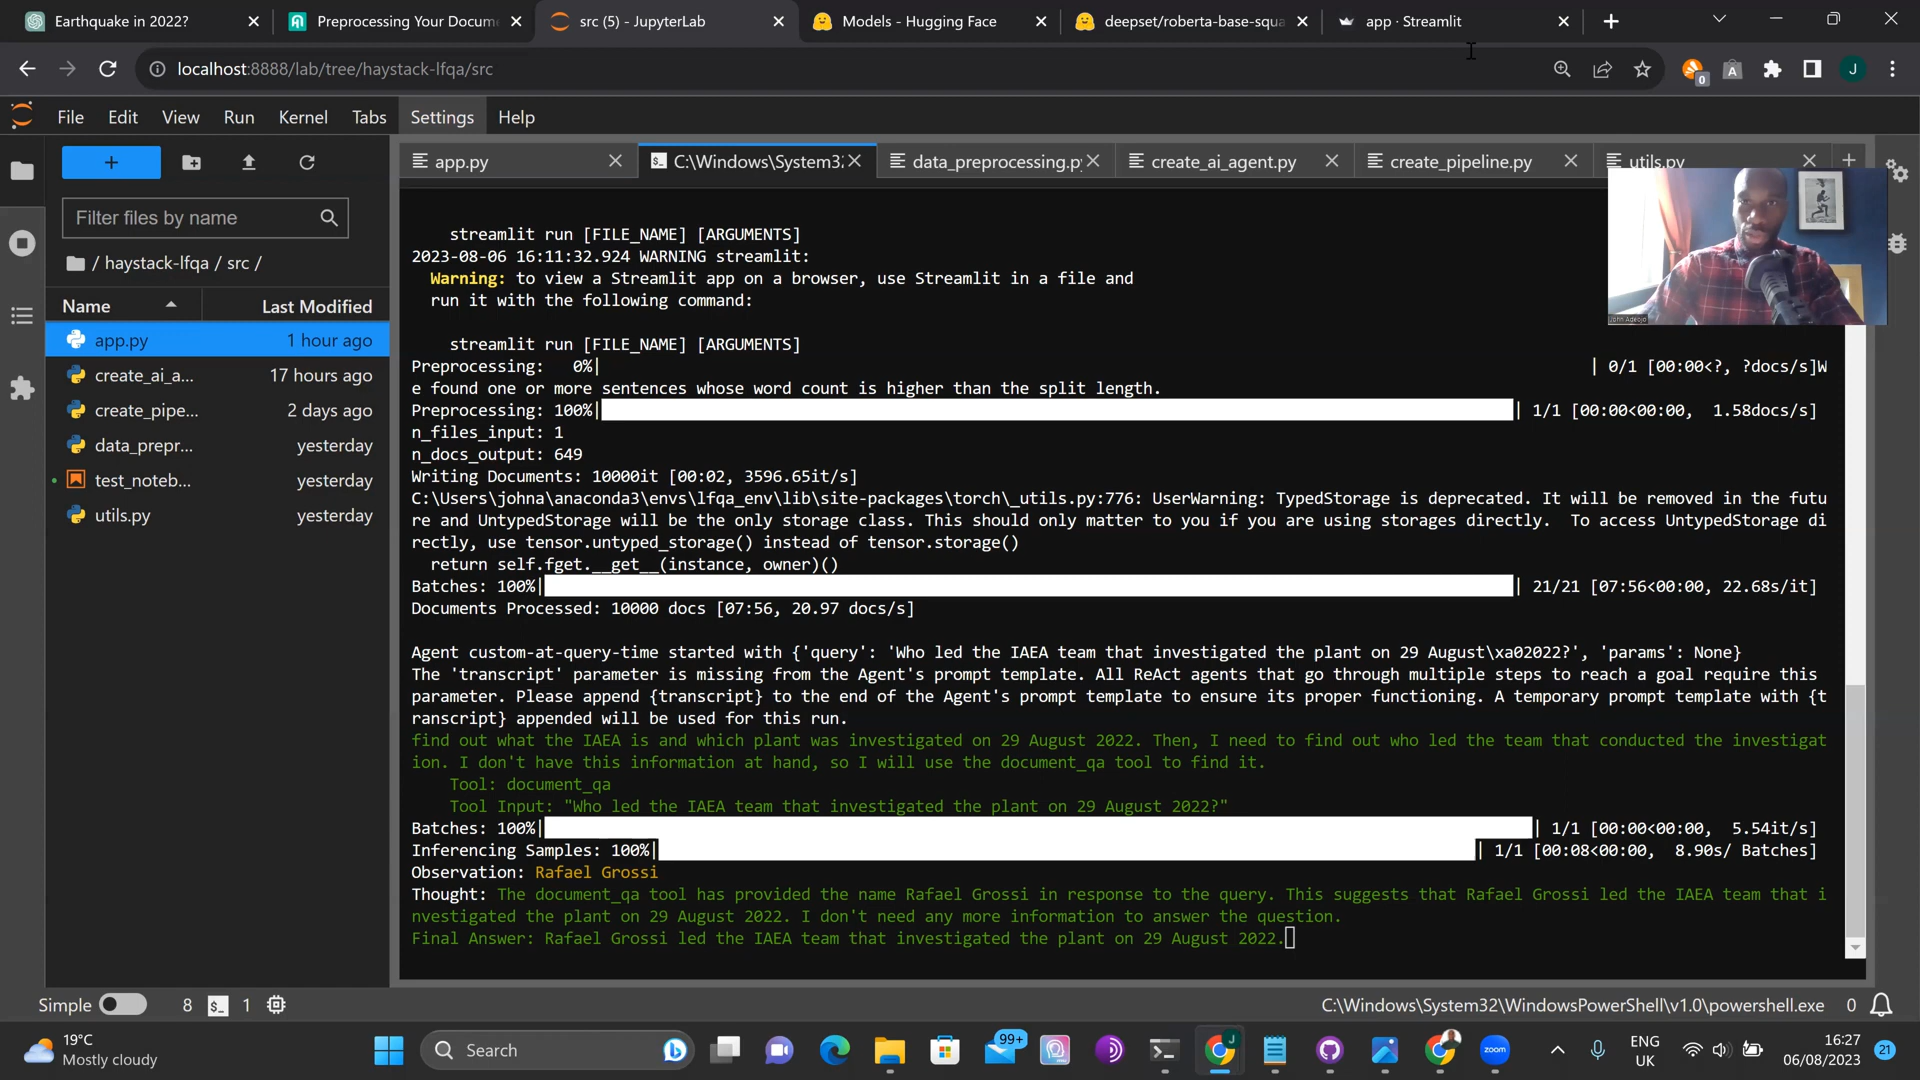 Earthquake in 2022?
Preprocessing Your Docum
src (5) - JupyterLab
Models - Hugging Face
deepset/roberta-base-squa
app · Streamlit
localhost:8888/lab/tree/haystack-lfqa/src
0
A
J
File Edit View Run Kernel Tabs Settings Help
app.py
C:\Windows\System3
data_preprocessing.py
create_ai_agent.py
create_pipeline.py
utils.py
Filter files by name
/ haystack-lfqa / src /
Name
Last Modified
app.py 1 hour ago
create_ai_a... 17 hours ago
create_pipe... 2 days ago
data_prepr... yesterday
test_noteb... yesterday
utils.py yesterday
streamlit run [FILE_NAME] [ARGUMENTS]
2023-08-06 16:11:32.924 WARNING streamlit:
Warning: to view a Streamlit app on a browser, use Streamlit in a file and
run it with the following command:
streamlit run [FILE_NAME] [ARGUMENTS]
Preprocessing:   0%| | 0/1 [00:00<?, ?docs/s]W
e found one or more sentences whose word count is higher than the split length.
Preprocessing: 100%| | 1/1 [00:00<00:00,  1.58docs/s]
n_files_input: 1
n_docs_output: 649
Writing Documents: 10000it [00:02, 3596.65it/s]
C:\Users\johna\anaconda3\envs\lfqa_env\lib\site-packages\torch\_utils.py:776: UserWarning: TypedStorage is deprecated. It will be removed in the futu
re and UntypedStorage will be the only storage class. This should only matter to you if you are using storages directly.  To access UntypedStorage di
rectly, use tensor.untyped_storage() instead of tensor.storage()
return self.fget.__get__(instance, owner)()
Batches: 100%| | 21/21 [07:56<00:00, 22.68s/it]
Documents Processed: 10000 docs [07:56, 20.97 docs/s]
Agent custom-at-query-time started with {'query': 'Who led the IAEA team that investigated the plant on 29 August\xa02022?', 'params': None}
The 'transcript' parameter is missing from the Agent's prompt template. All ReAct agents that go through multiple steps to reach a goal require this
parameter. Please append {transcript} to the end of the Agent's prompt template to ensure its proper functioning. A temporary prompt template with {t
ranscript} appended will be used for this run.
find out what the IAEA is and which plant was investigated on 29 August 2022. Then, I need to find out who led the team that conducted the investigat
ion. I don't have this information at hand, so I will use the document_qa tool to find it.
Tool: document_qa
Tool Input: "Who led the IAEA team that investigated the plant on 29 August 2022?"
Batches: 100%| | 1/1 [00:00<00:00,  5.54it/s]
Inferencing Samples: 100%| | 1/1 [00:08<00:00,  8.90s/ Batches]
Observation: Rafael Grossi
Thought: The document_qa tool has provided the name Rafael Grossi in response to the query. This suggests that Rafael Grossi led the IAEA team that i
nvestigated the plant on 29 August 2022. I don't need any more information to answer the question.
Final Answer: Rafael Grossi led the IAEA team that investigated the plant on 29 August 2022.
John Adeojo
Simple 8 1
C:\Windows\System32\WindowsPowerShell\v1.0\powershell.exe 0
19°C
Mostly cloudy
Search
99+
J
zoom
ENG
UK
16:27
06/08/2023
21